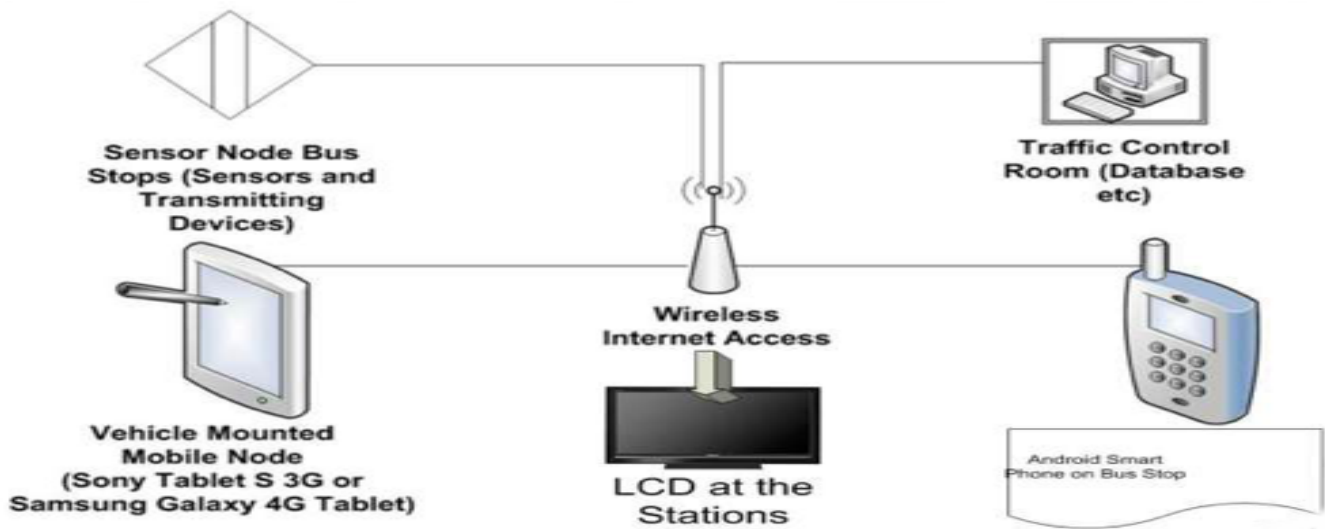 Sensor Node Bus
Stops (Sensors and
Transmitting
Devices)
Traffic Control
Room (Database
etc)
Wireless
Internet Access
Vehicle Mounted
Mobile Node
(Sony Tablet S 3G or
Samsung Galaxy 4G Tablet)
LCD at the
Stations
Android Smart
Phone on Bus Stop